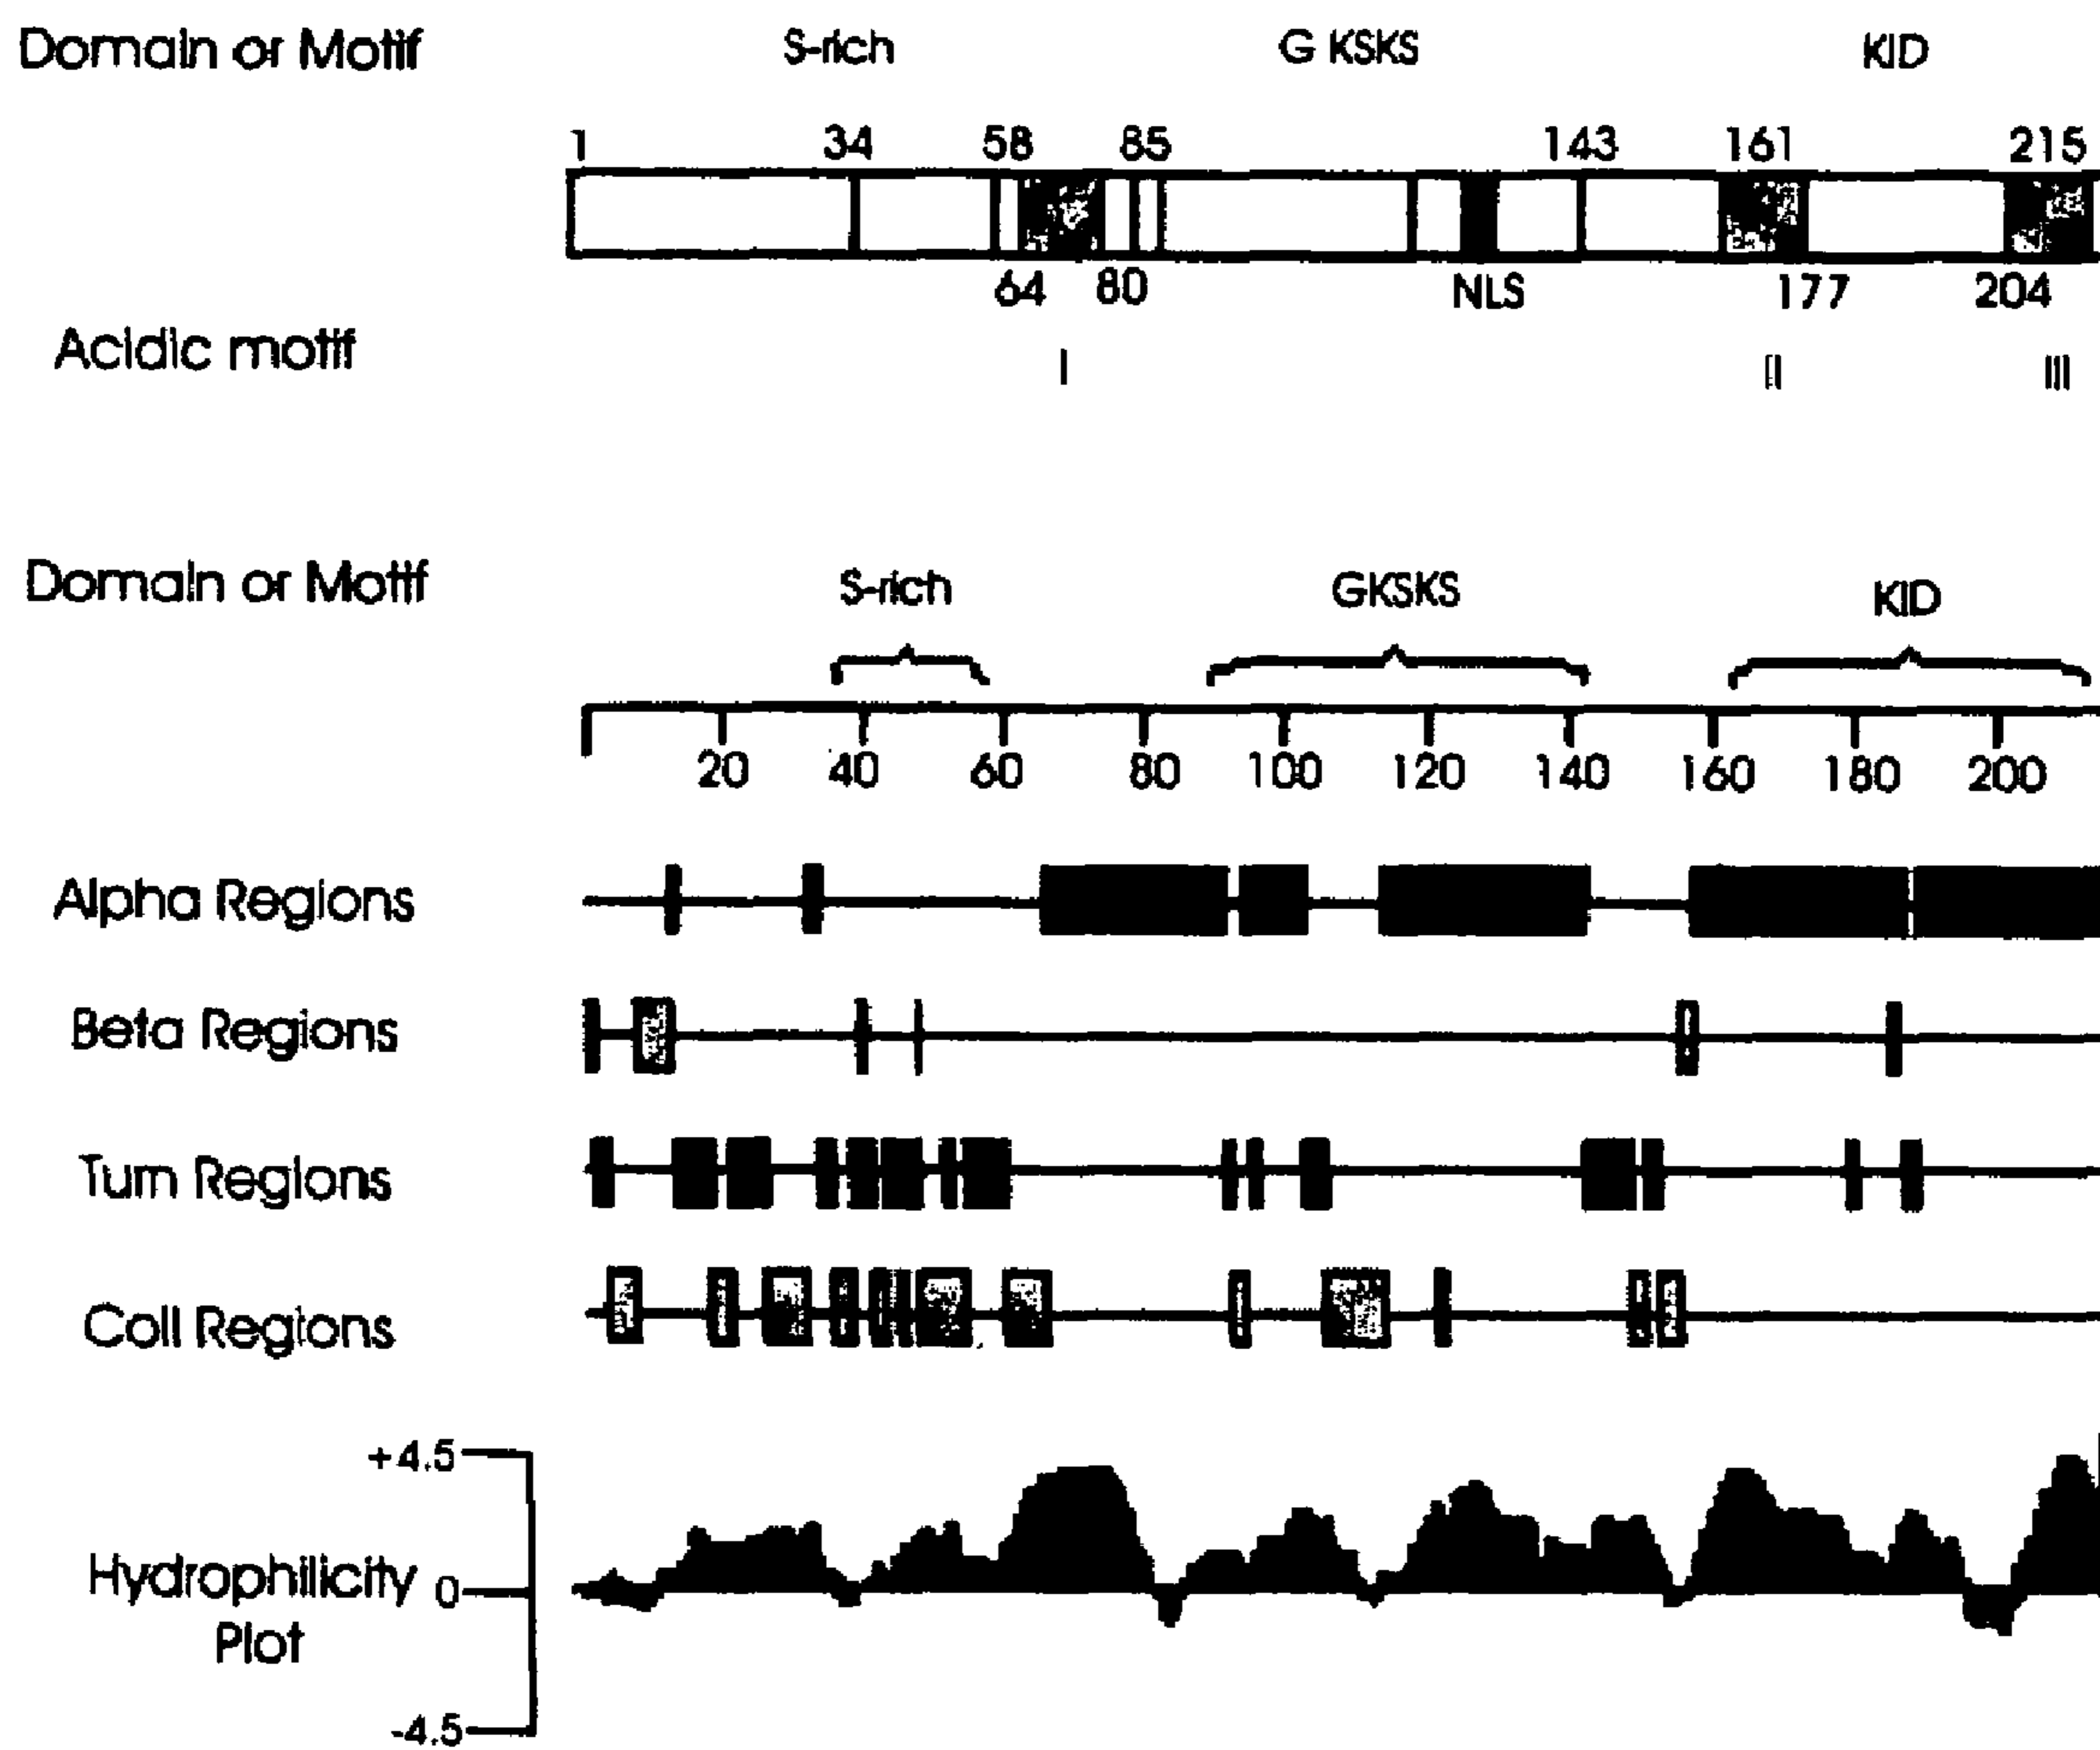 Domain or Motif S-rich G KSKS KID
1 34 58 85 143 161 215
64 80 NLS 177 204
Acidic motif I II III
Domain or Motif S-rich GKSKS KID
20 40 60 80 100 120 140 160 180 200
Alpha Regions
Beta Regions
Turn Regions
Coil Regions
+4.5
Hydrophilicity 0
Plot
-4.5